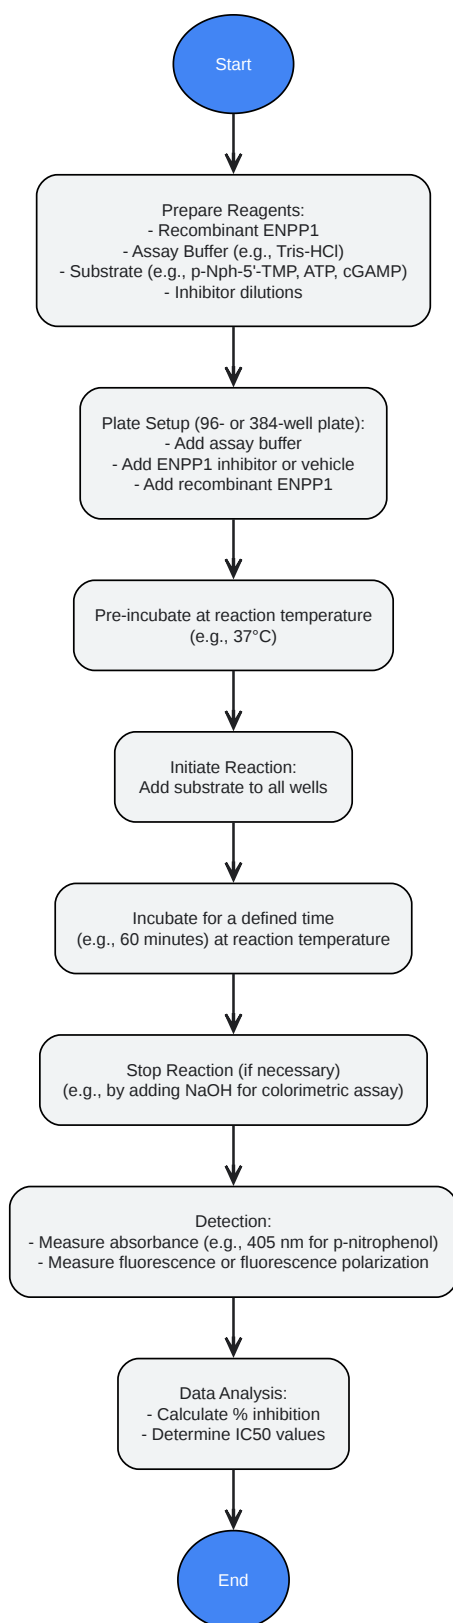 Start
Prepare Reagents:
- Recombinant ENPP1
- Assay Buffer (e.g., Tris-HCl)
- Substrate (e.g., p-Nph-5'-TMP, ATP, cGAMP)
- Inhibitor dilutions
Plate Setup (96- or 384-well plate):
- Add assay buffer
- Add ENPP1 inhibitor or vehicle
- Add recombinant ENPP1
Pre-incubate at reaction temperature
(e.g., 37°C)
Initiate Reaction:
Add substrate to all wells
Incubate for a defined time
(e.g., 60 minutes) at reaction temperature
Stop Reaction (if necessary)
(e.g., by adding NaOH for colorimetric assay)
Detection:
- Measure absorbance (e.g., 405 nm for p-nitrophenol)
- Measure fluorescence or fluorescence polarization
Data Analysis:
- Calculate % inhibition
- Determine IC50 values
End